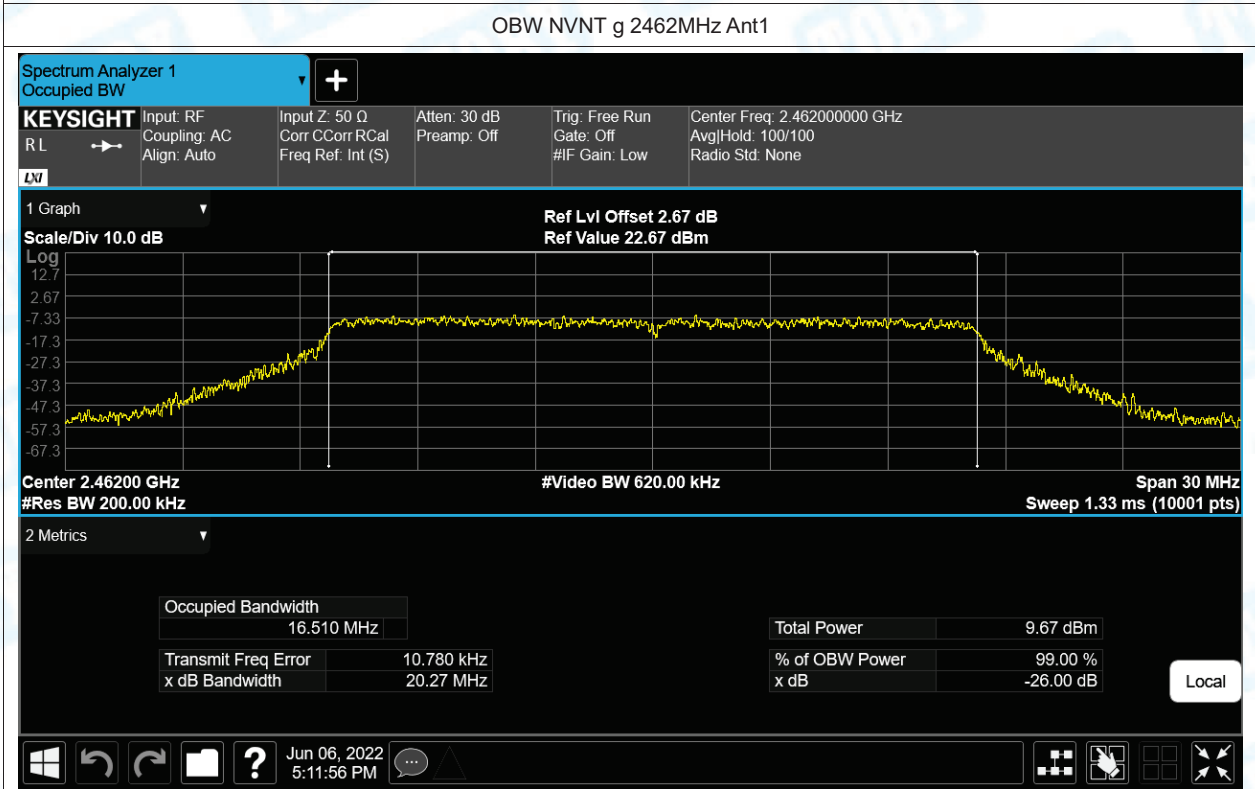 OBW NVNT g 2462MHz Ant1
Spectrum Analyzer 1
Occupied BW
KEYSIGHT
R L
LXI
Input: RF
Coupling: AC
Align: Auto
Input Z: 50 Ω
Corr CCorr RCal
Freq Ref: Int (S)
Atten: 30 dB
Preamp: Off
Trig: Free Run
Gate: Off
#IF Gain: Low
Center Freq: 2.462000000 GHz
Avg|Hold: 100/100
Radio Std: None
1 Graph
Scale/Div 10.0 dB
Ref Lvl Offset 2.67 dB
Ref Value 22.67 dBm
Log
12.7
2.67
-7.33
-17.3
-27.3
-37.3
-47.3
-57.3
-67.3
Center 2.46200 GHz
#Video BW 620.00 kHz
Span 30 MHz
#Res BW 200.00 kHz
Sweep 1.33 ms (10001 pts)
2 Metrics
Occupied Bandwidth
16.510 MHz
Total Power 9.67 dBm
Transmit Freq Error 10.780 kHz
% of OBW Power 99.00 %
x dB Bandwidth 20.27 MHz
x dB -26.00 dB
Local
?
Jun 06, 2022
5:11:56 PM